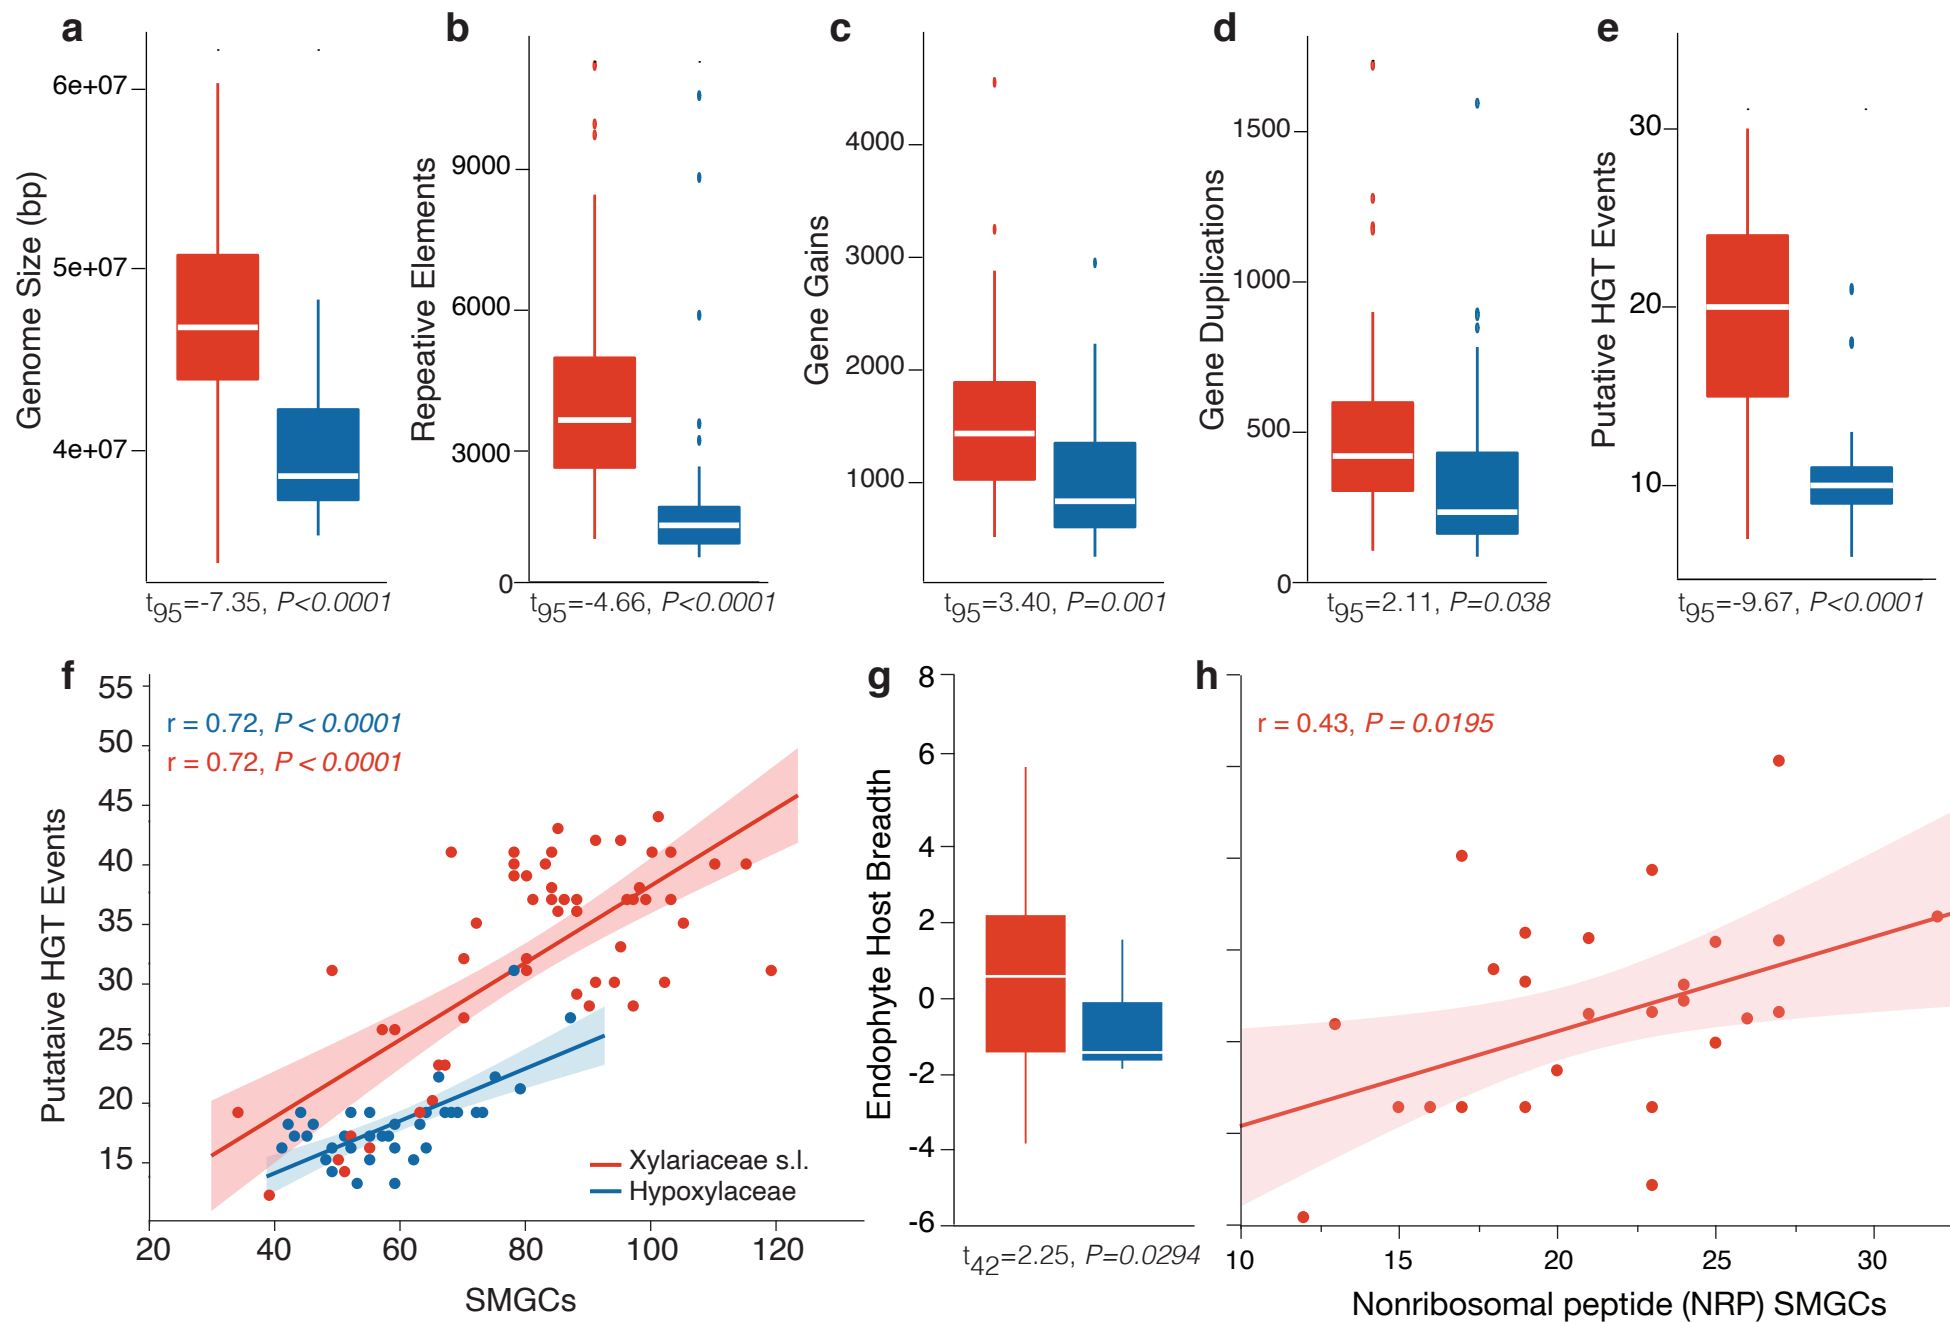 a
Genome Size (bp)
6e+07
5e+07
4e+07
t95=-7.35, P<0.0001
b
Repeative Elements
9000
6000
3000
0
t95=-4.66, P<0.0001
c
Gene Gains
4000
3000
2000
1000
t95=3.40, P=0.001
d
Gene Duplications
1500
1000
500
0
t95=2.11, P=0.038
e
Putative HGT Events
30
20
10
t95=-9.67, P<0.0001
f
Putataive HGT Events
55
50
45
40
35
30
25
20
15
r = 0.72, P < 0.0001
r = 0.72, P < 0.0001
Xylariaceae s.l.
Hypoxylaceae
20 40 60 80 100 120
SMGCs
g
Endophyte Host Breadth
8
6
4
2
0
-2
-4
-6
t42=2.25, P=0.0294
h
r = 0.43, P = 0.0195
10 15 20 25 30
Nonribosomal peptide (NRP) SMGCs